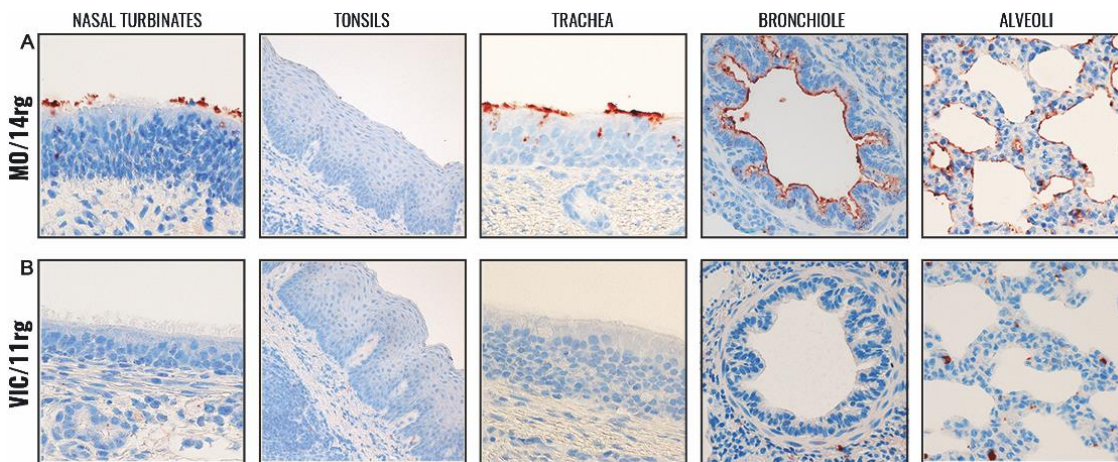 NASAL TURBINATES TONSILS TRACHEA BRONCHIOLE ALVEOLI
A
MO/14rg
B
VIC/11rg